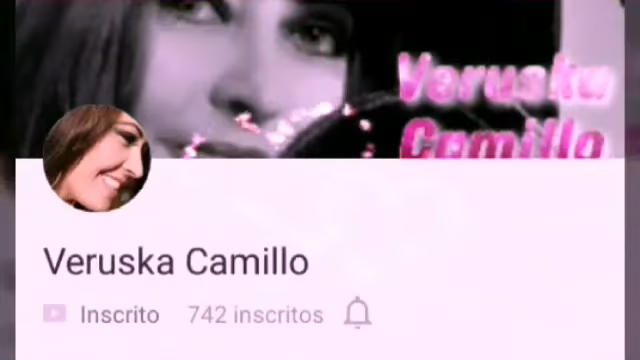 Veruska
Camillo
Veruska Camillo
Inscrito 742 inscritos